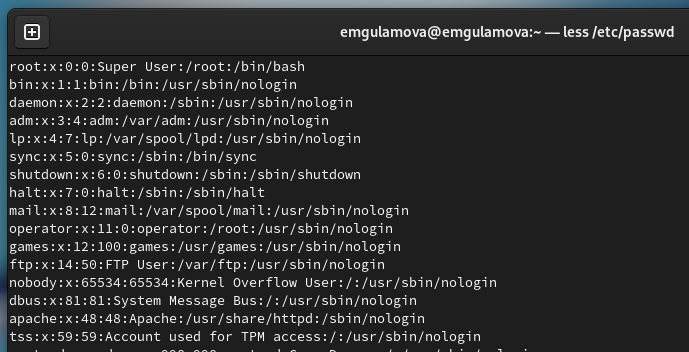 emgulamova@emgulamova:~ — less /etc/passwd
root:x:0:0:Super User:/root:/bin/bash
bin:x:1:1:bin:/bin:/usr/sbin/nologin
daemon:x:2:2:daemon:/sbin:/usr/sbin/nologin
adm:x:3:4:adm:/var/adm:/usr/sbin/nologin
lp:x:4:7:lp:/var/spool/lpd:/usr/sbin/nologin
sync:x:5:0:sync:/sbin:/bin/sync
shutdown:x:6:0:shutdown:/sbin:/sbin/shutdown
halt:x:7:0:halt:/sbin:/sbin/halt
mail:x:8:12:mail:/var/spool/mail:/usr/sbin/nologin
operator:x:11:0:operator:/root:/usr/sbin/nologin
games:x:12:100:games:/usr/games:/usr/sbin/nologin
ftp:x:14:50:FTP User:/var/ftp:/usr/sbin/nologin
nobody:x:65534:65534:Kernel Overflow User:/:/usr/sbin/nologin
dbus:x:81:81:System Message Bus:/:/usr/sbin/nologin
apache:x:48:48:Apache:/usr/share/httpd:/sbin/nologin
tss:x:59:59:Account used for TPM access:/:/usr/sbin/nologin